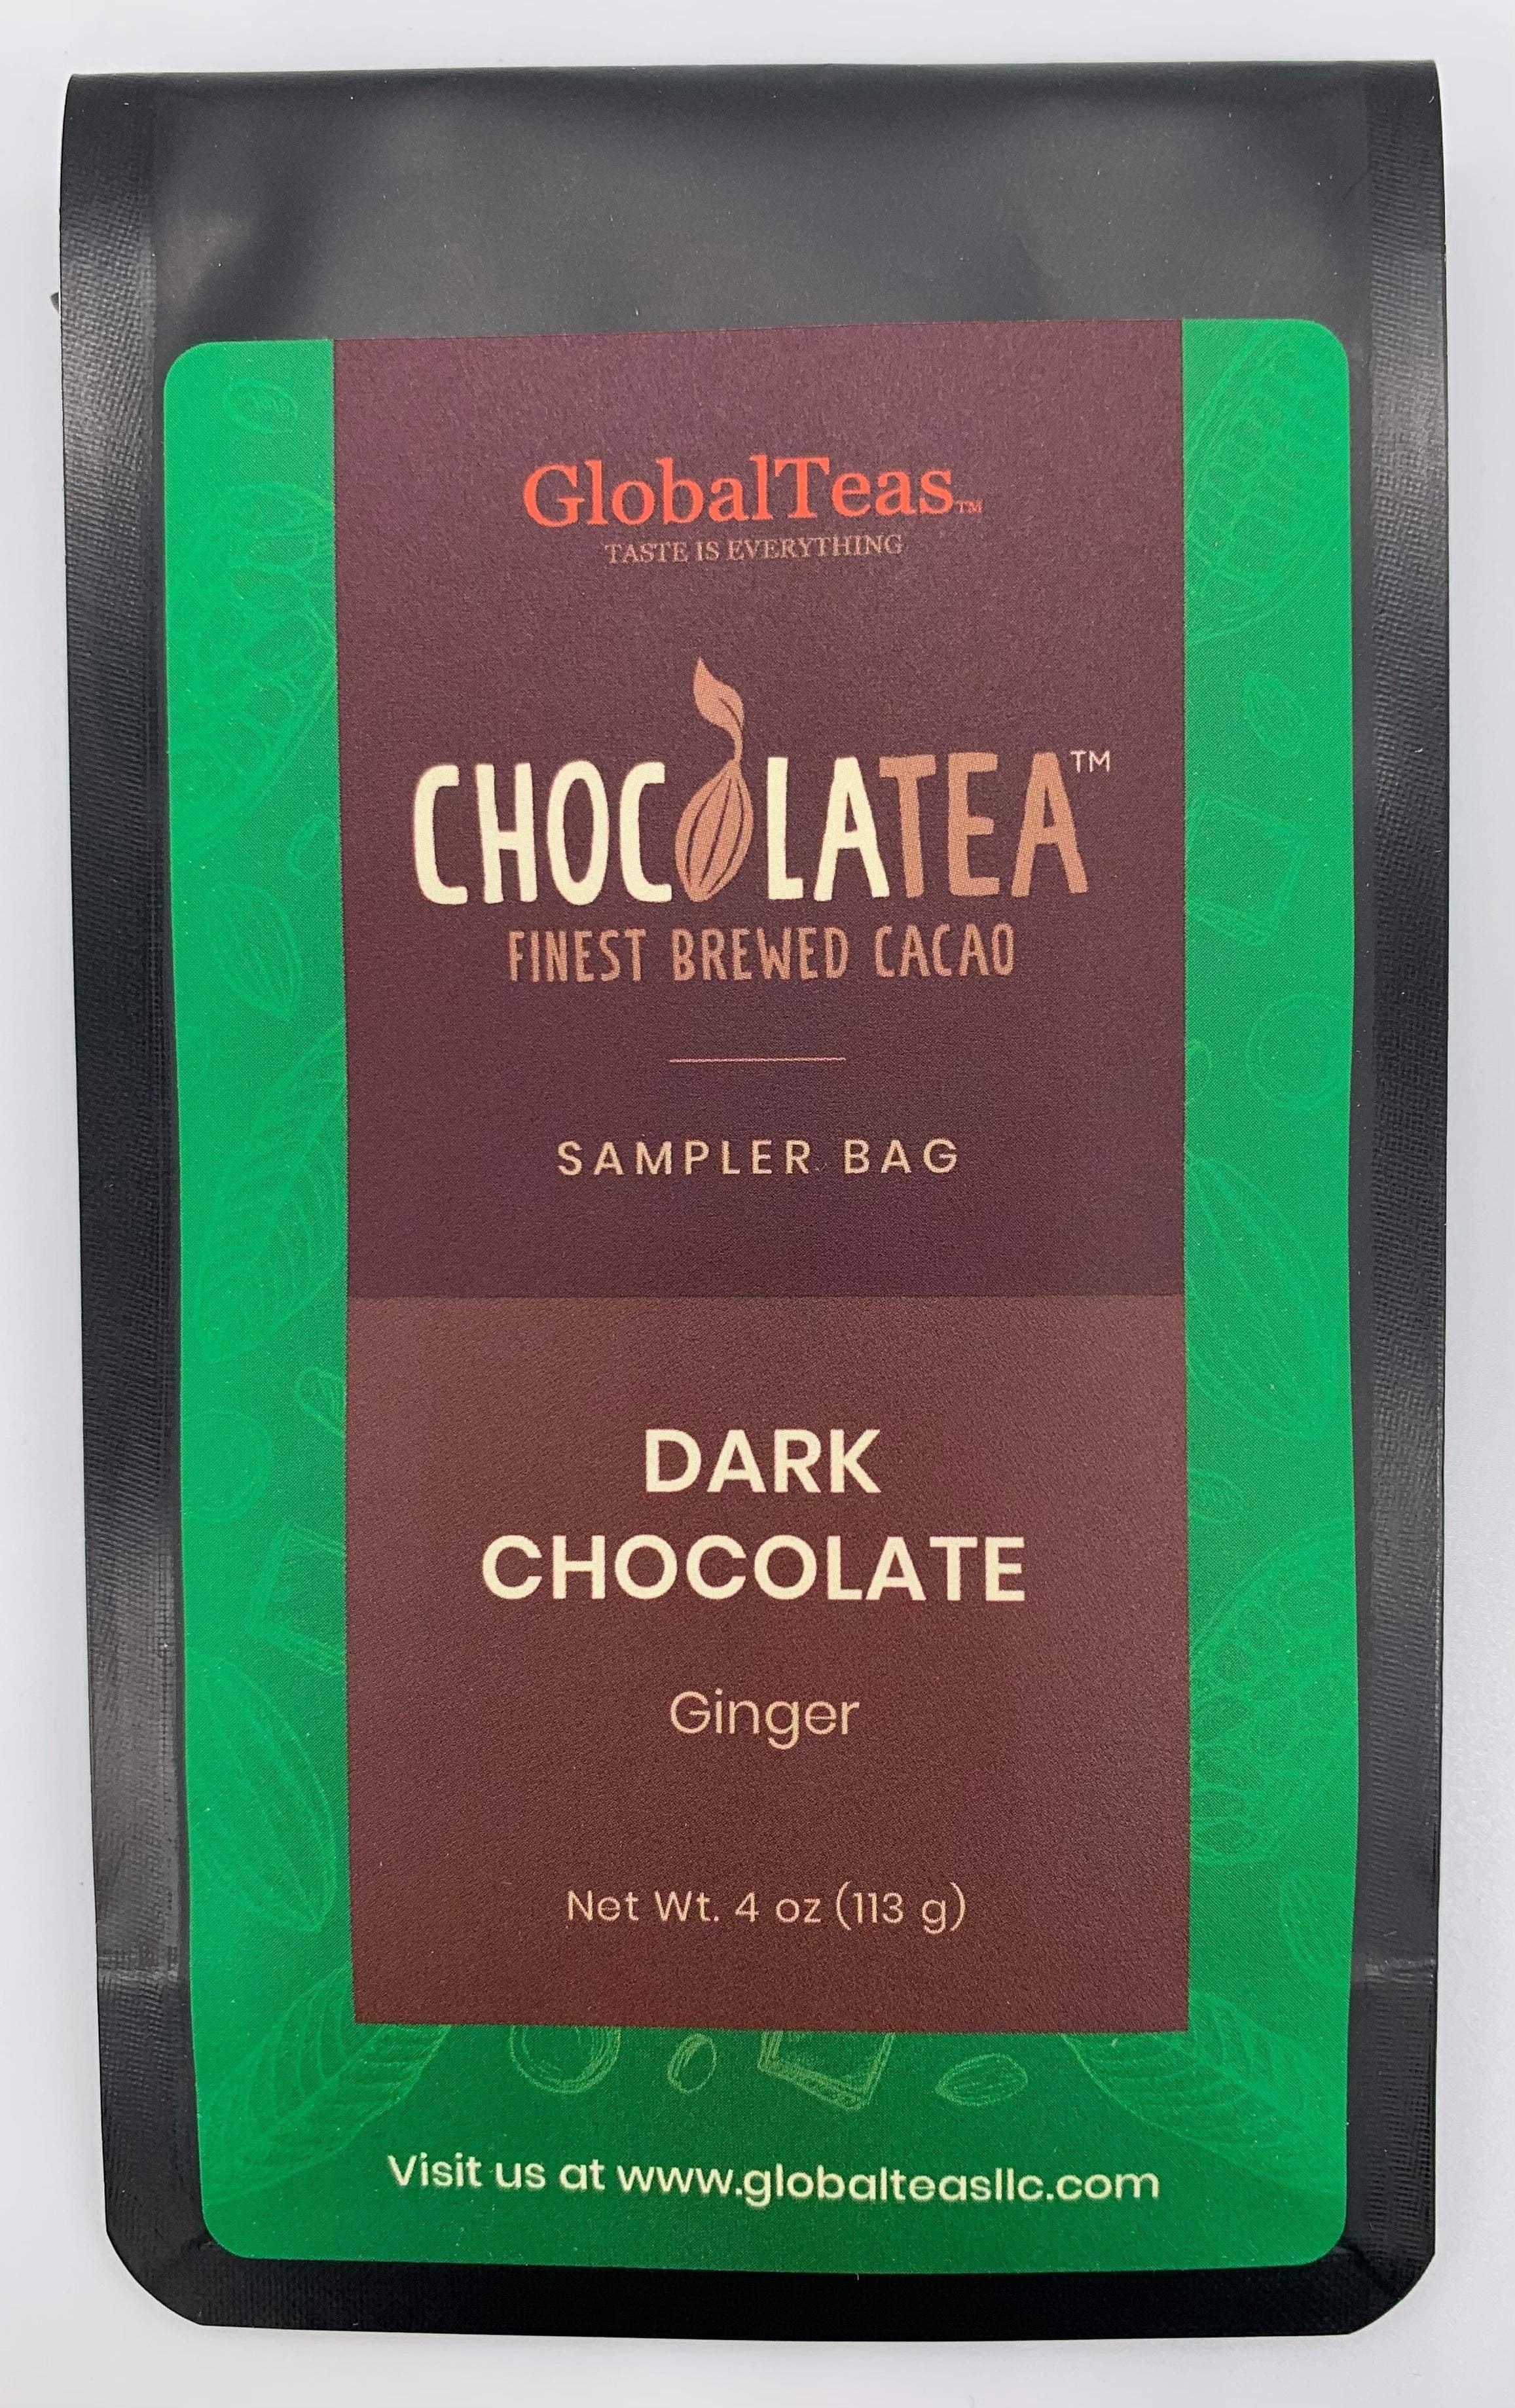 GlobalTeas™
TASTE IS EVERYTHING
CHOCOLATEA™
FINEST BREWED CACAO
SAMPLER BAG
DARK
CHOCOLATE
Ginger
Net Wt. 4 oz (113 g)
Visit us at www.globalteasllc.com